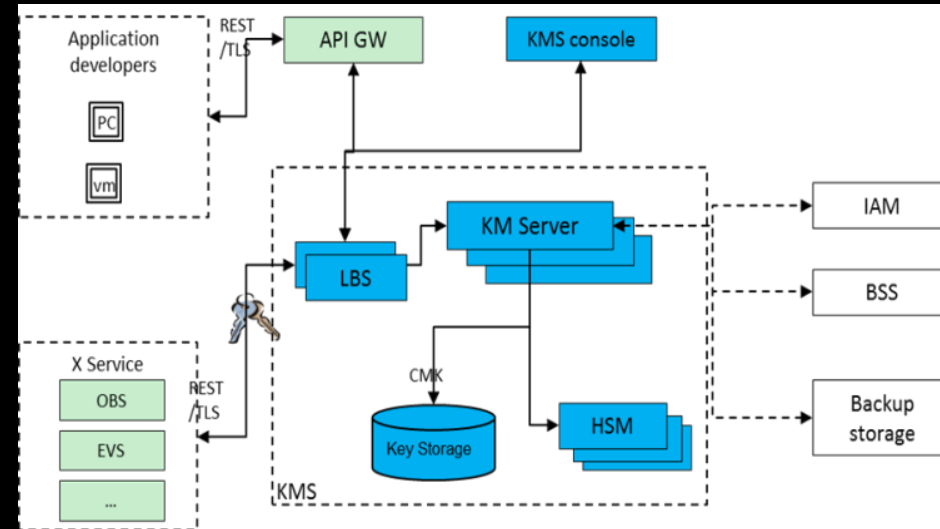 Application
developers
PC
vm
REST
/TLS
API GW
KMS console
KM Server
LBS
IAM
BSS
Backup
storage
X Service
OBS
EVS
...
REST
/TLS
CMK
Key Storage
HSM
KMS